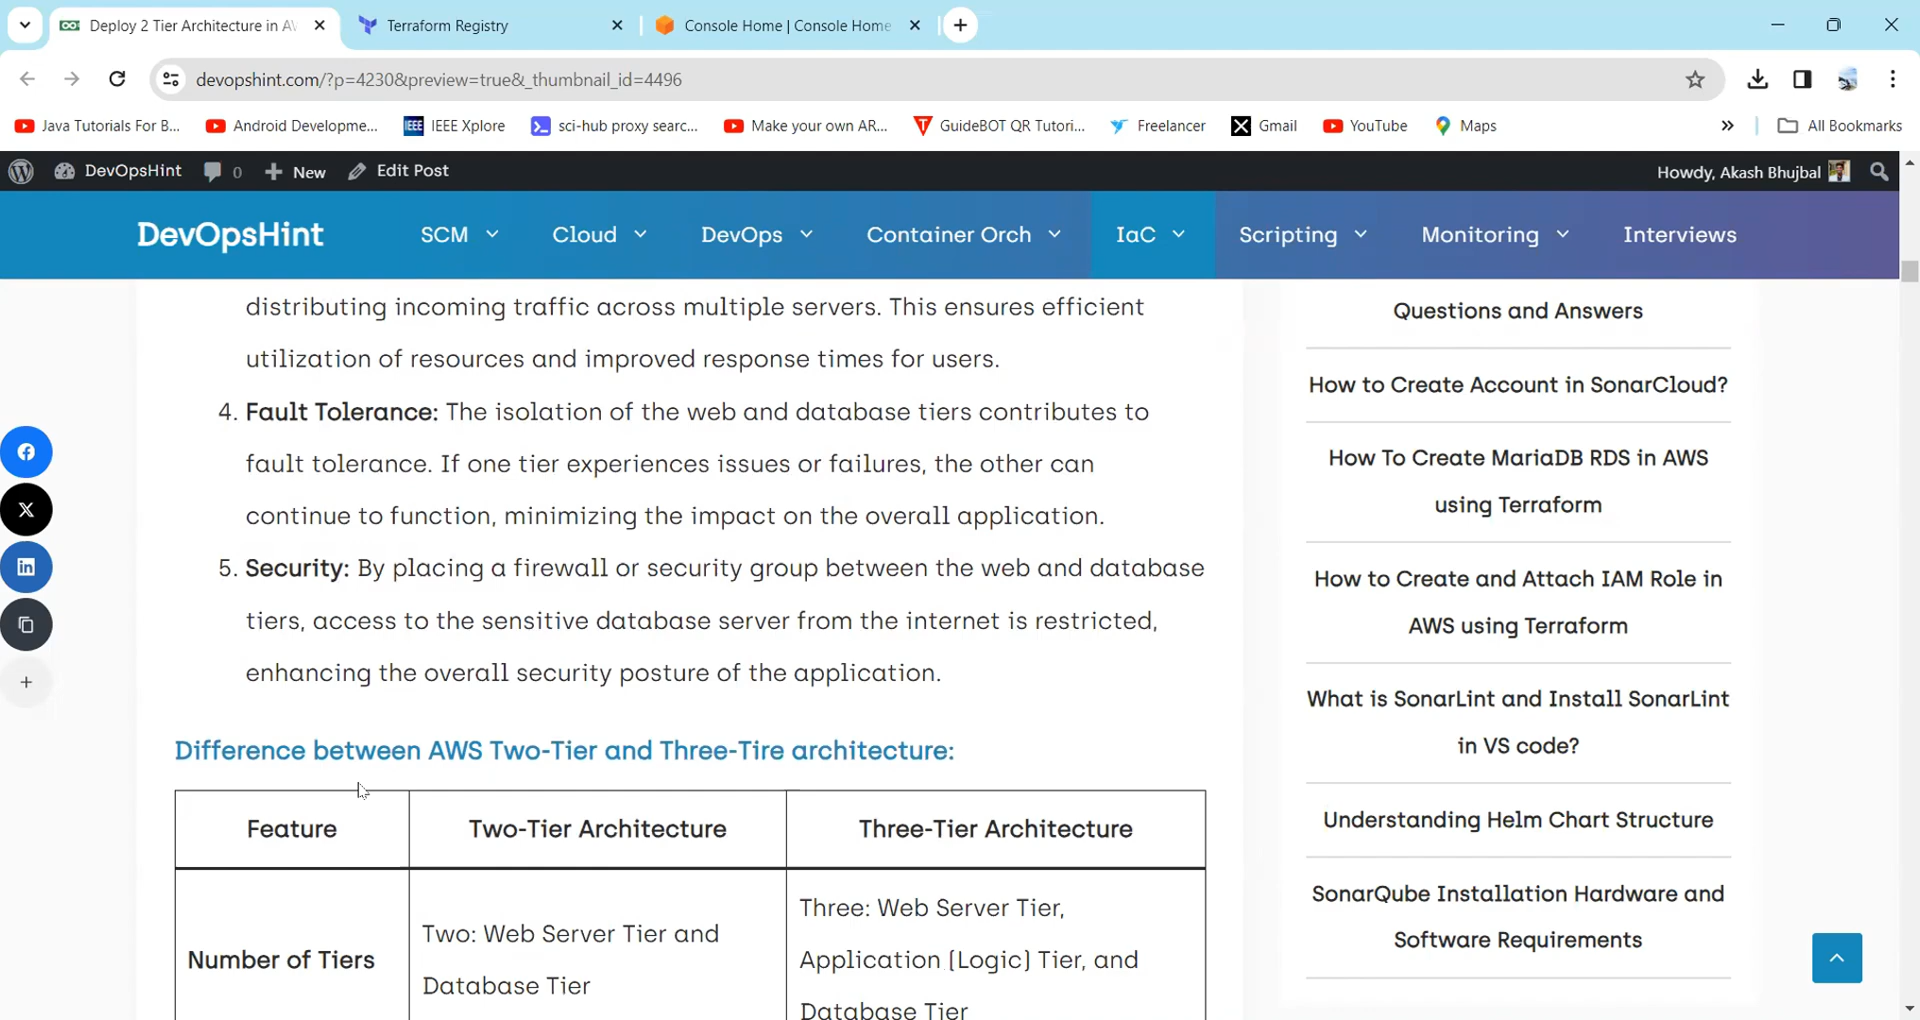 Deploy 2 Tier Architecture in AW
Terraform Registry
Console Home | Console Home
devopshint.com/?p=4230&preview=true&_thumbnail_id=4496
Java Tutorials For B...
Android Developme...
IEEE Xplore
sci-hub proxy searc...
Make your own AR...
GuideBOT QR Tutori...
Freelancer
Gmail
YouTube
Maps
»
All Bookmarks
DevOpsHint
0
New
Edit Post
Howdy, Akash Bhujbal
DevOpsHint
SCM
Cloud
DevOps
Container Orch
IaC
Scripting
Monitoring
Interviews
distributing incoming traffic across multiple servers. This ensures efficient
utilization of resources and improved response times for users.
4. Fault Tolerance: The isolation of the web and database tiers contributes to
fault tolerance. If one tier experiences issues or failures, the other can
continue to function, minimizing the impact on the overall application.
5. Security: By placing a firewall or security group between the web and database
tiers, access to the sensitive database server from the internet is restricted,
enhancing the overall security posture of the application.
Difference between AWS Two-Tier and Three-Tire architecture:
Feature
Two-Tier Architecture
Three-Tier Architecture
Number of Tiers
Two: Web Server Tier and
Database Tier
Three: Web Server Tier,
Application (Logic) Tier, and
Database Tier
Questions and Answers
How to Create Account in SonarCloud?
How To Create MariaDB RDS in AWS
using Terraform
How to Create and Attach IAM Role in
AWS using Terraform
What is SonarLint and Install SonarLint
in VS code?
Understanding Helm Chart Structure
SonarQube Installation Hardware and
Software Requirements